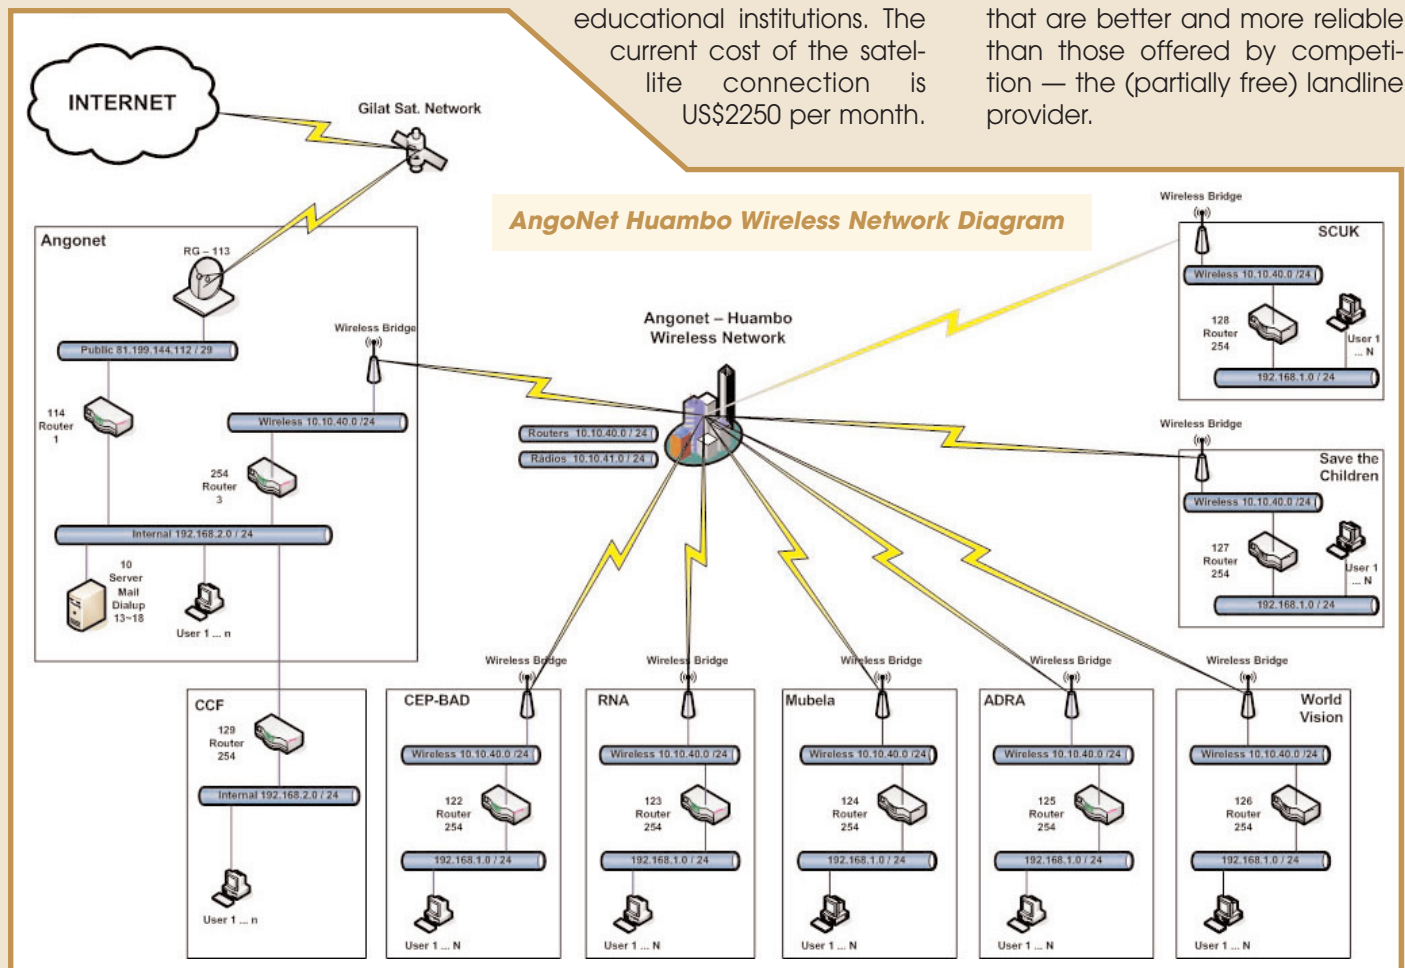 educational institutions. The
current cost of the satel-
lite connection is
US$2250 per month.
that are better and more reliable
than those offered by competi-
tion — the (partially free) landline
provider.
INTERNET
Gilat Sat. Network
AngoNet Huambo Wireless Network Diagram
Angonet
RG – 113
Public 81.199.144.112 / 29
Wireless Bridge
114
Router
1
Wireless 10.10.40.0 /24
254
Router
3
Internal 192.168.2.0 / 24
10
Server
Mail
Dialup
13~18
User 1 ... n
Angonet – Huambo
Wireless Network
Routers 10.10.40.0 / 24
Rádios 10.10.41.0 / 24
Wireless Bridge
SCUK
Wireless 10.10.40.0 /24
128
Router
254
User 1
... N
192.168.1.0 / 24
Wireless Bridge
Save the
Children
Wireless 10.10.40.0 /24
127
Router
254
User 1
... N
192.168.1.0 / 24
CCF
129
Router
254
Internal 192.168.2.0 / 24
User 1 ... n
Wireless Bridge
CEP-BAD
Wireless 10.10.40.0 /24
122
Router
254
192.168.1.0 / 24
User 1 ... N
Wireless Bridge
RNA
Wireless 10.10.40.0 /24
123
Router
254
192.168.1.0 / 24
User 1 ... N
Wireless Bridge
Mubela
Wireless 10.10.40.0 /24
124
Router
254
192.168.1.0 / 24
User 1 ... N
Wireless Bridge
ADRA
Wireless 10.10.40.0 /24
125
Router
254
192.168.1.0 / 24
User 1 ... N
Wireless Bridge
World
Vision
Wireless 10.10.40.0 /24
126
Router
254
192.168.1.0 / 24
User 1 ... N